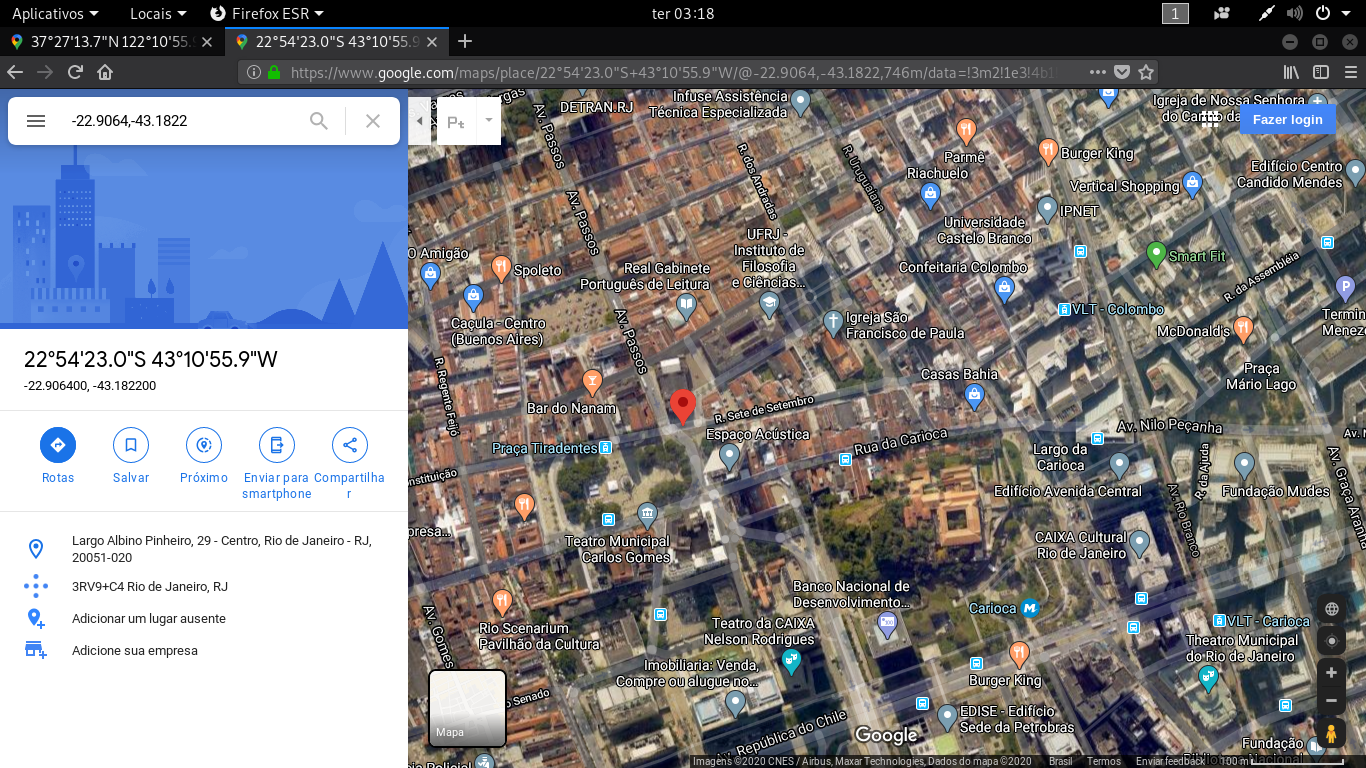 Aplicativos
Locais
Firefox ESR
ter 03:18
1
37°27'13.7"N 122°10'55.
22°54'23.0"S 43°10'55.9
https://www.google.com/maps/place/22°54'23.0"S+43°10'55.9"W/@-22.9064,-43.1822,746m/data=!3m2!1e3!4b1
-22.9064,-43.1822
Fazer login
22°54'23.0"S 43°10'55.9"W
-22.906400, -43.182200
Rotas
Salvar
Próximo
Enviar para
smartphone
Compartilha
r
Largo Albino Pinheiro, 29 - Centro, Rio de Janeiro - RJ,
20051-020
3RV9+C4 Rio de Janeiro, RJ
Adicionar um lugar ausente
Adicione sua empresa
Av. Passos
DETRAN.RJ
Infuse Assistência
Técnica Especializada
R. dos Andradas
R. Uruguaiana
Parmê
Riachuelo
Burger King
Igreja de Nossa Senhora
do Carmo da
Edifício Centro
Candido Mendes
Vertical Shopping
IPNET
Universidade
Castelo Branco
Av. Passos
UFRJ -
Instituto de
Filosofia
e Ciências...
O Amigão
Spoleto
Real Gabinete
Português de Leitura
Confeitaria Colombo
Smart Fit
R. da Assembléia
Caçula - Centro
(Buenos Aires)
Av. Passos
Igreja São
Francisco de Paula
VLT - Colombo
McDonald's
Termin
Menez
R. Regente Feijó
Bar do Nanam
Casas Bahia
Praça
Mário Lago
R. Sete de Setembro
Praça Tiradentes
Espaço Acústica
Rua da Carioca
Av. Nilo Peçanha
Largo da
Carioca
R. da Ajuda
Av. Graça Aranha
onstituição
Edifício Avenida Central
Fundação Mudes
presa...
Teatro Municipal
Carlos Gomes
Av. Rio Branco
CAIXA Cultural
Rio de Janeiro
Banco Nacional de
Desenvolvimento...
Carioca
Av. Gomes
Rio Scenarium
Pavilhão da Cultura
Teatro da CAIXA
Nelson Rodrigues
VLT - Carioca
Theatro Municipal
do Rio de Janeiro
Imobiliaria: Venda,
Compre ou alugue no...
Burger King
o Senado
Mapa
Av. República do Chile
EDISE - Edifício
Sede da Petrobras
Google
Fundação
Nacional
ia Policial
Imagens ©2020 CNES / Airbus, Maxar Technologies, Dados do mapa ©2020
Brasil
Termos
Enviar feedback
100 m